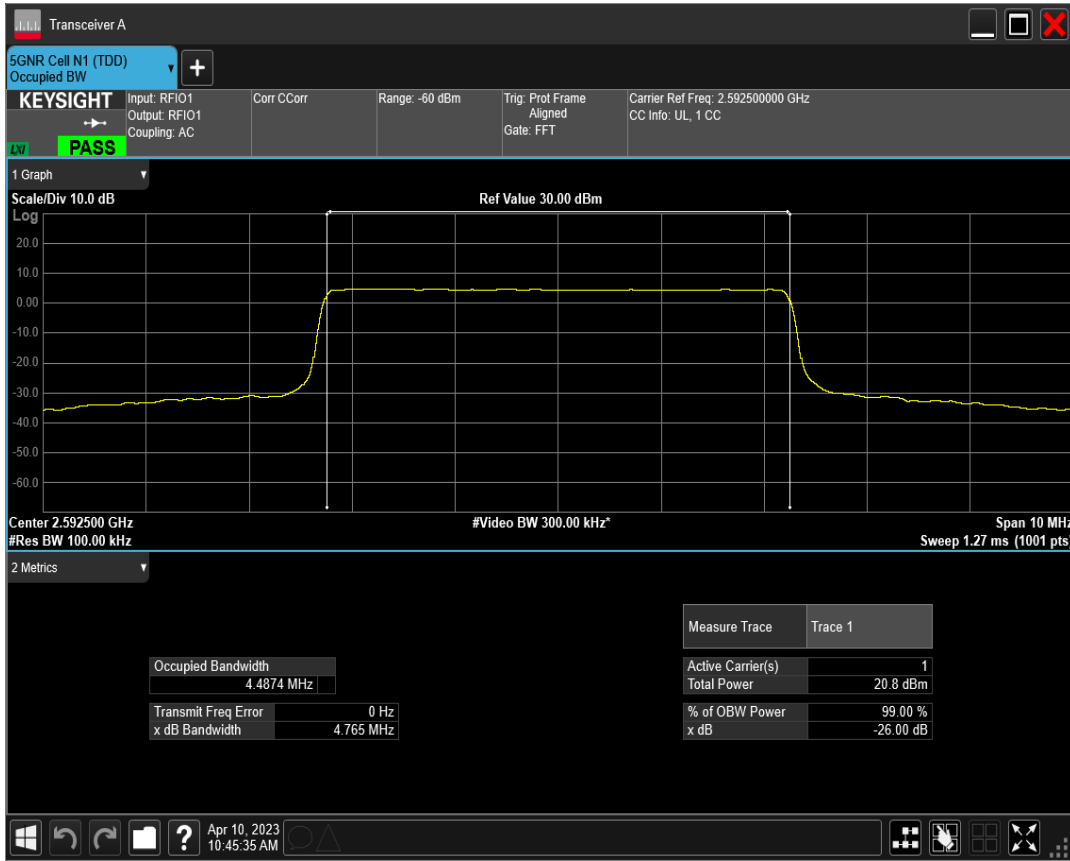 Transceiver A
5GNR Cell N1 (TDD)
Occupied BW
+
KEYSIGHT
LXI
PASS
Input: RFIO1
Output: RFIO1
Coupling: AC
Corr CCorr
Range: -60 dBm
Trig: Prot Frame
Aligned
Gate: FFT
Carrier Ref Freq: 2.592500000 GHz
CC Info: UL, 1 CC
1 Graph
Scale/Div 10.0 dB
Ref Value 30.00 dBm
Log
20.0
10.0
0.00
-10.0
-20.0
-30.0
-40.0
-50.0
-60.0
Center 2.592500 GHz
#Video BW 300.00 kHz*
Span 10 MHz
#Res BW 100.00 kHz
Sweep 1.27 ms (1001 pts)
2 Metrics
Measure Trace Trace 1
Occupied Bandwidth
4.4874 MHz
Active Carrier(s) 1
Total Power 20.8 dBm
Transmit Freq Error 0 Hz
x dB Bandwidth 4.765 MHz
% of OBW Power 99.00 %
x dB -26.00 dB
?
Apr 10, 2023
10:45:35 AM